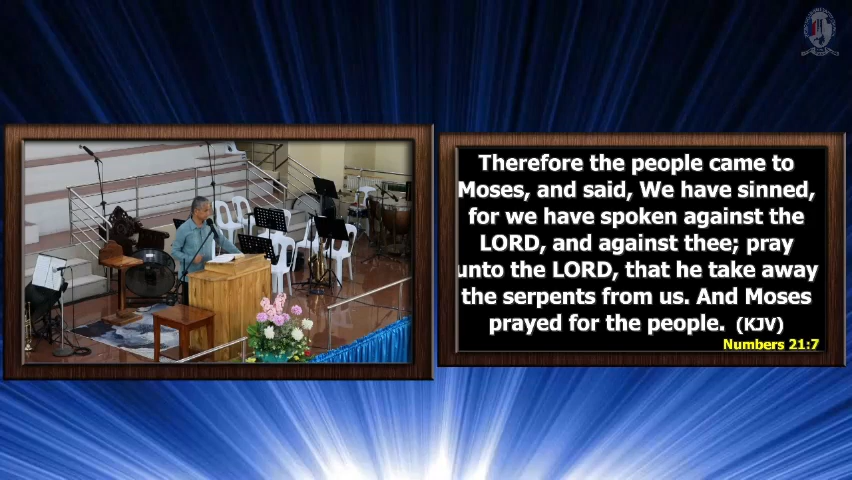 Therefore the people came to
Moses, and said, We have sinned,
for we have spoken against the
LORD, and against thee; pray
unto the LORD, that he take away
the serpents from us. And Moses
prayed for the people. (KJV)
Numbers 21:7